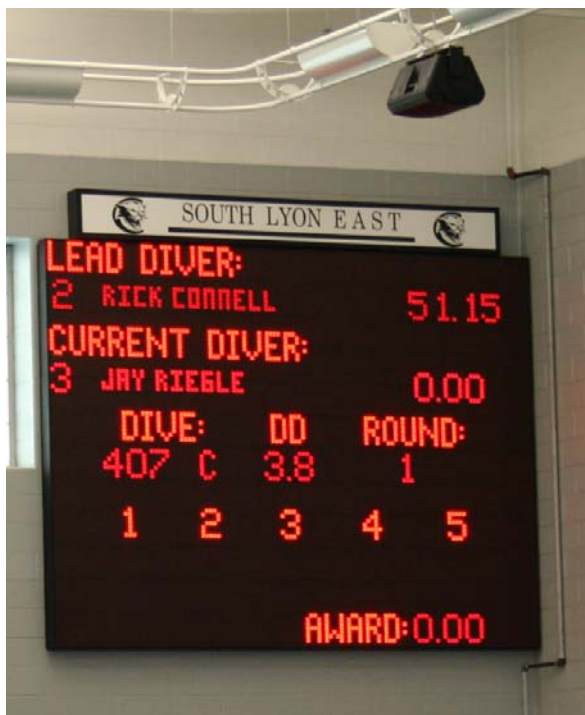 SOUTH LYON EAST
LEAD DIVER:
2 RICK CONNELL 51.15
CURRENT DIVER:
3 JAY RIEGLE 0.00
DIVE: DD ROUND:
407 C 3.8 1
1 2 3 4 5
AWARD:0.00